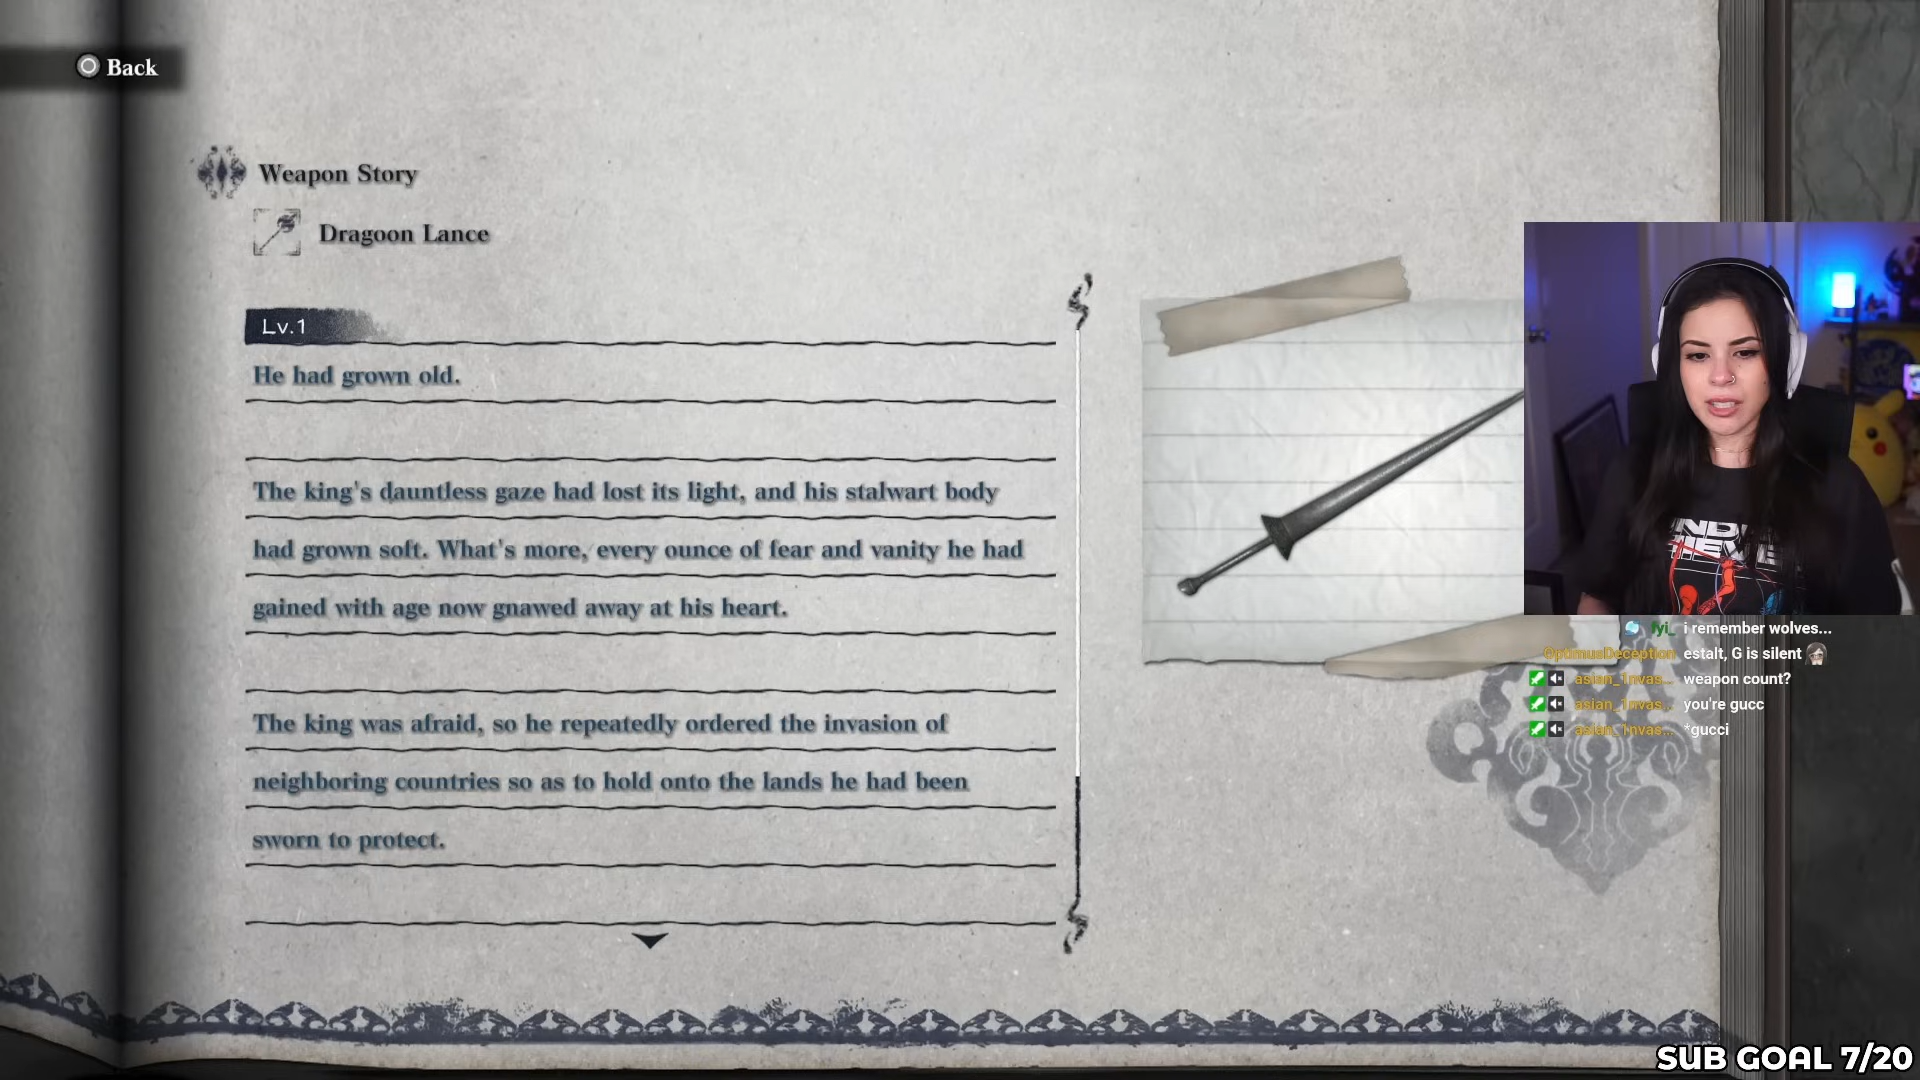 Back
Weapon Story
Dragoon Lance
Lv.1
He had grown old.
The king's dauntless gaze had lost its light, and his stalwart body
had grown soft. What's more, every ounce of fear and vanity he had
gained with age now gnawed away at his heart.
The king was afraid, so he repeatedly ordered the invasion of
neighboring countries so as to hold onto the lands he had been
sworn to protect.
fyi_ i remember wolves...
OptimusDeception estalt, G is silent
asian_1nvas... weapon count?
asian_1nvas... you're gucc
asian_1nvas... *gucci
SUB GOAL 7/20